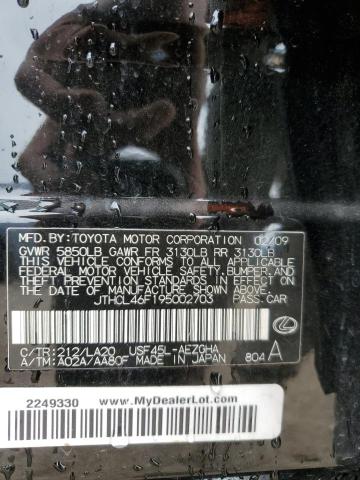 MFD.BY:TOYOTA MOTOR CORPORATION 02/09
GVWR 5850LB GAWR FR 3130LB RR 3130LB
THIS VEHICLE CONFORMS TO ALL APPLICABLE
FEDERAL MOTOR VEHICLE SAFETY, BUMPER,
AND THEFT PREVENTION STANDARDS IN EFFECT
ON THE DATE OF MANUFACTURE SHOWN ABOVE.
JTHCL46F195002703 PASS.CAR
C/TR:212/LA20 USF45L-AEZGHA
A/TM:A02A/AA80F MADE IN JAPAN 804 A
2249330
www.MyDealerLot.com